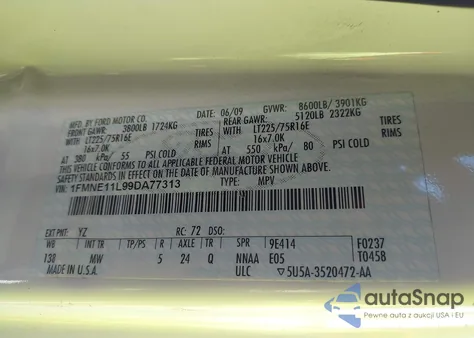 MFD. BY FORD MOTOR CO.
DATE: 06/09 GVWR: 8600LB/ 3901KG
FRONT GAWR: 3800LB 1724KG REAR GAWR: 5120LB 2322KG
WITH LT225/75R16E TIRES WITH LT225/75R16E TIRES
16x7.0K RIMS 16x7.0K RIMS
AT 380 kPa/ 55 PSI COLD AT 550 kPa/ 80 PSI COLD
THIS VEHICLE CONFORMS TO ALL APPLICABLE FEDERAL MOTOR VEHICLE
SAFETY STANDARDS IN EFFECT ON THE DATE OF MANUFACTURE SHOWN ABOVE.
VIN: 1FMNE11L99DA77313
TYPE: MPV
EXT PNT: YZ RC: 72 DSO:
WB INT TR TP/PS R AXLE TR SPR 9E414 F0237
138 MW 5 24 Q NNAA E05 T0458
MADE IN U.S.A. ULC ▽5U5A-3520472-AA
autaSnap
Pewne auta z aukcji USA i EU